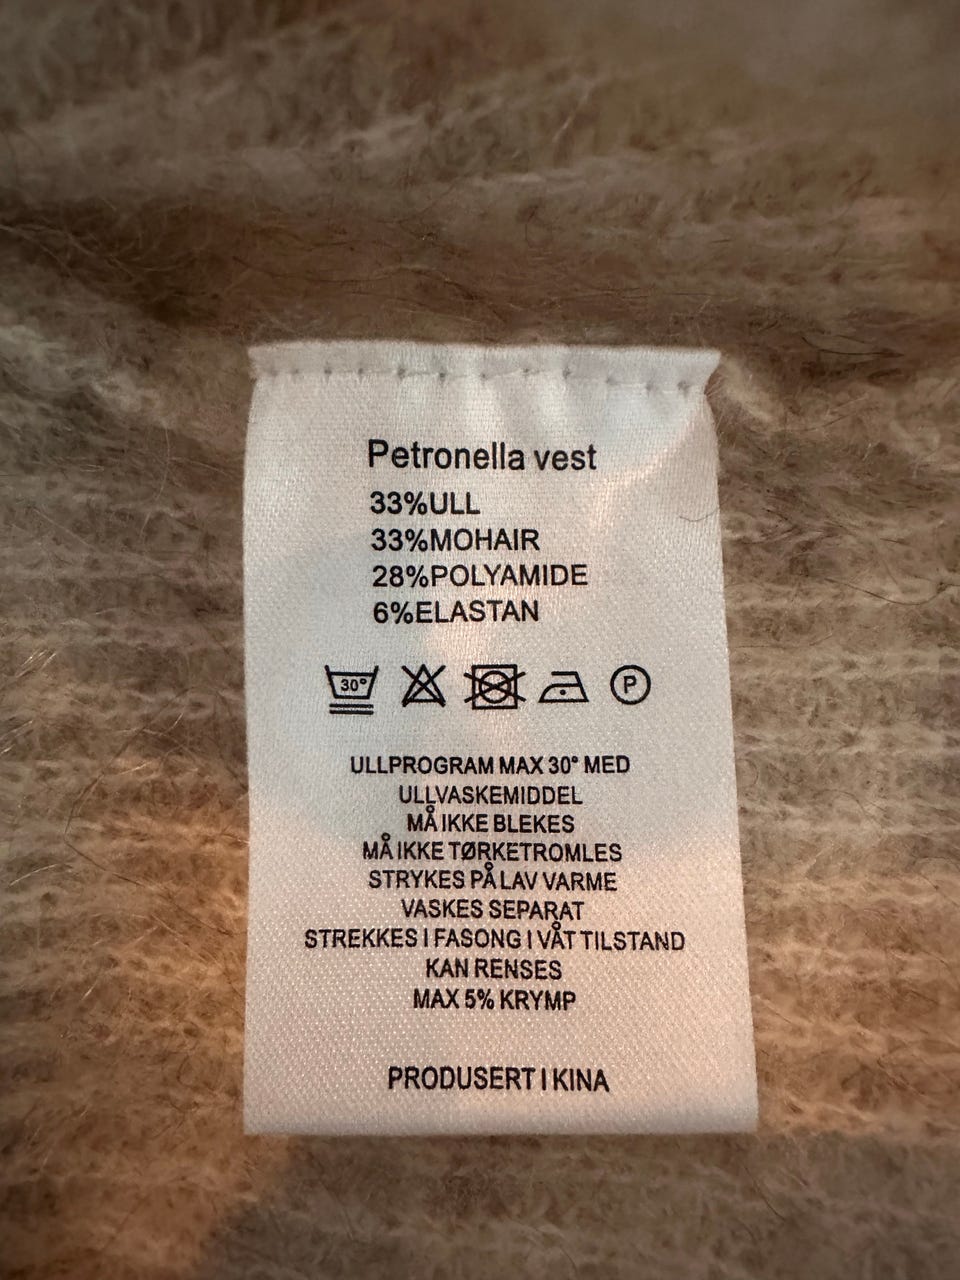 Petronella vest
33%ULL
33%MOHAIR
28%POLYAMIDE
6%ELASTAN
30° P
ULLPROGRAM MAX 30° MED
ULLVASKEMIDDEL
MÅ IKKE BLEKES
MÅ IKKE TØRKETROMLES
STRYKES PÅ LAV VARME
VASKES SEPARAT
STREKKES I FASONG I VÅT TILSTAND
KAN RENSES
MAX 5% KRYMP
PRODUSERT I KINA